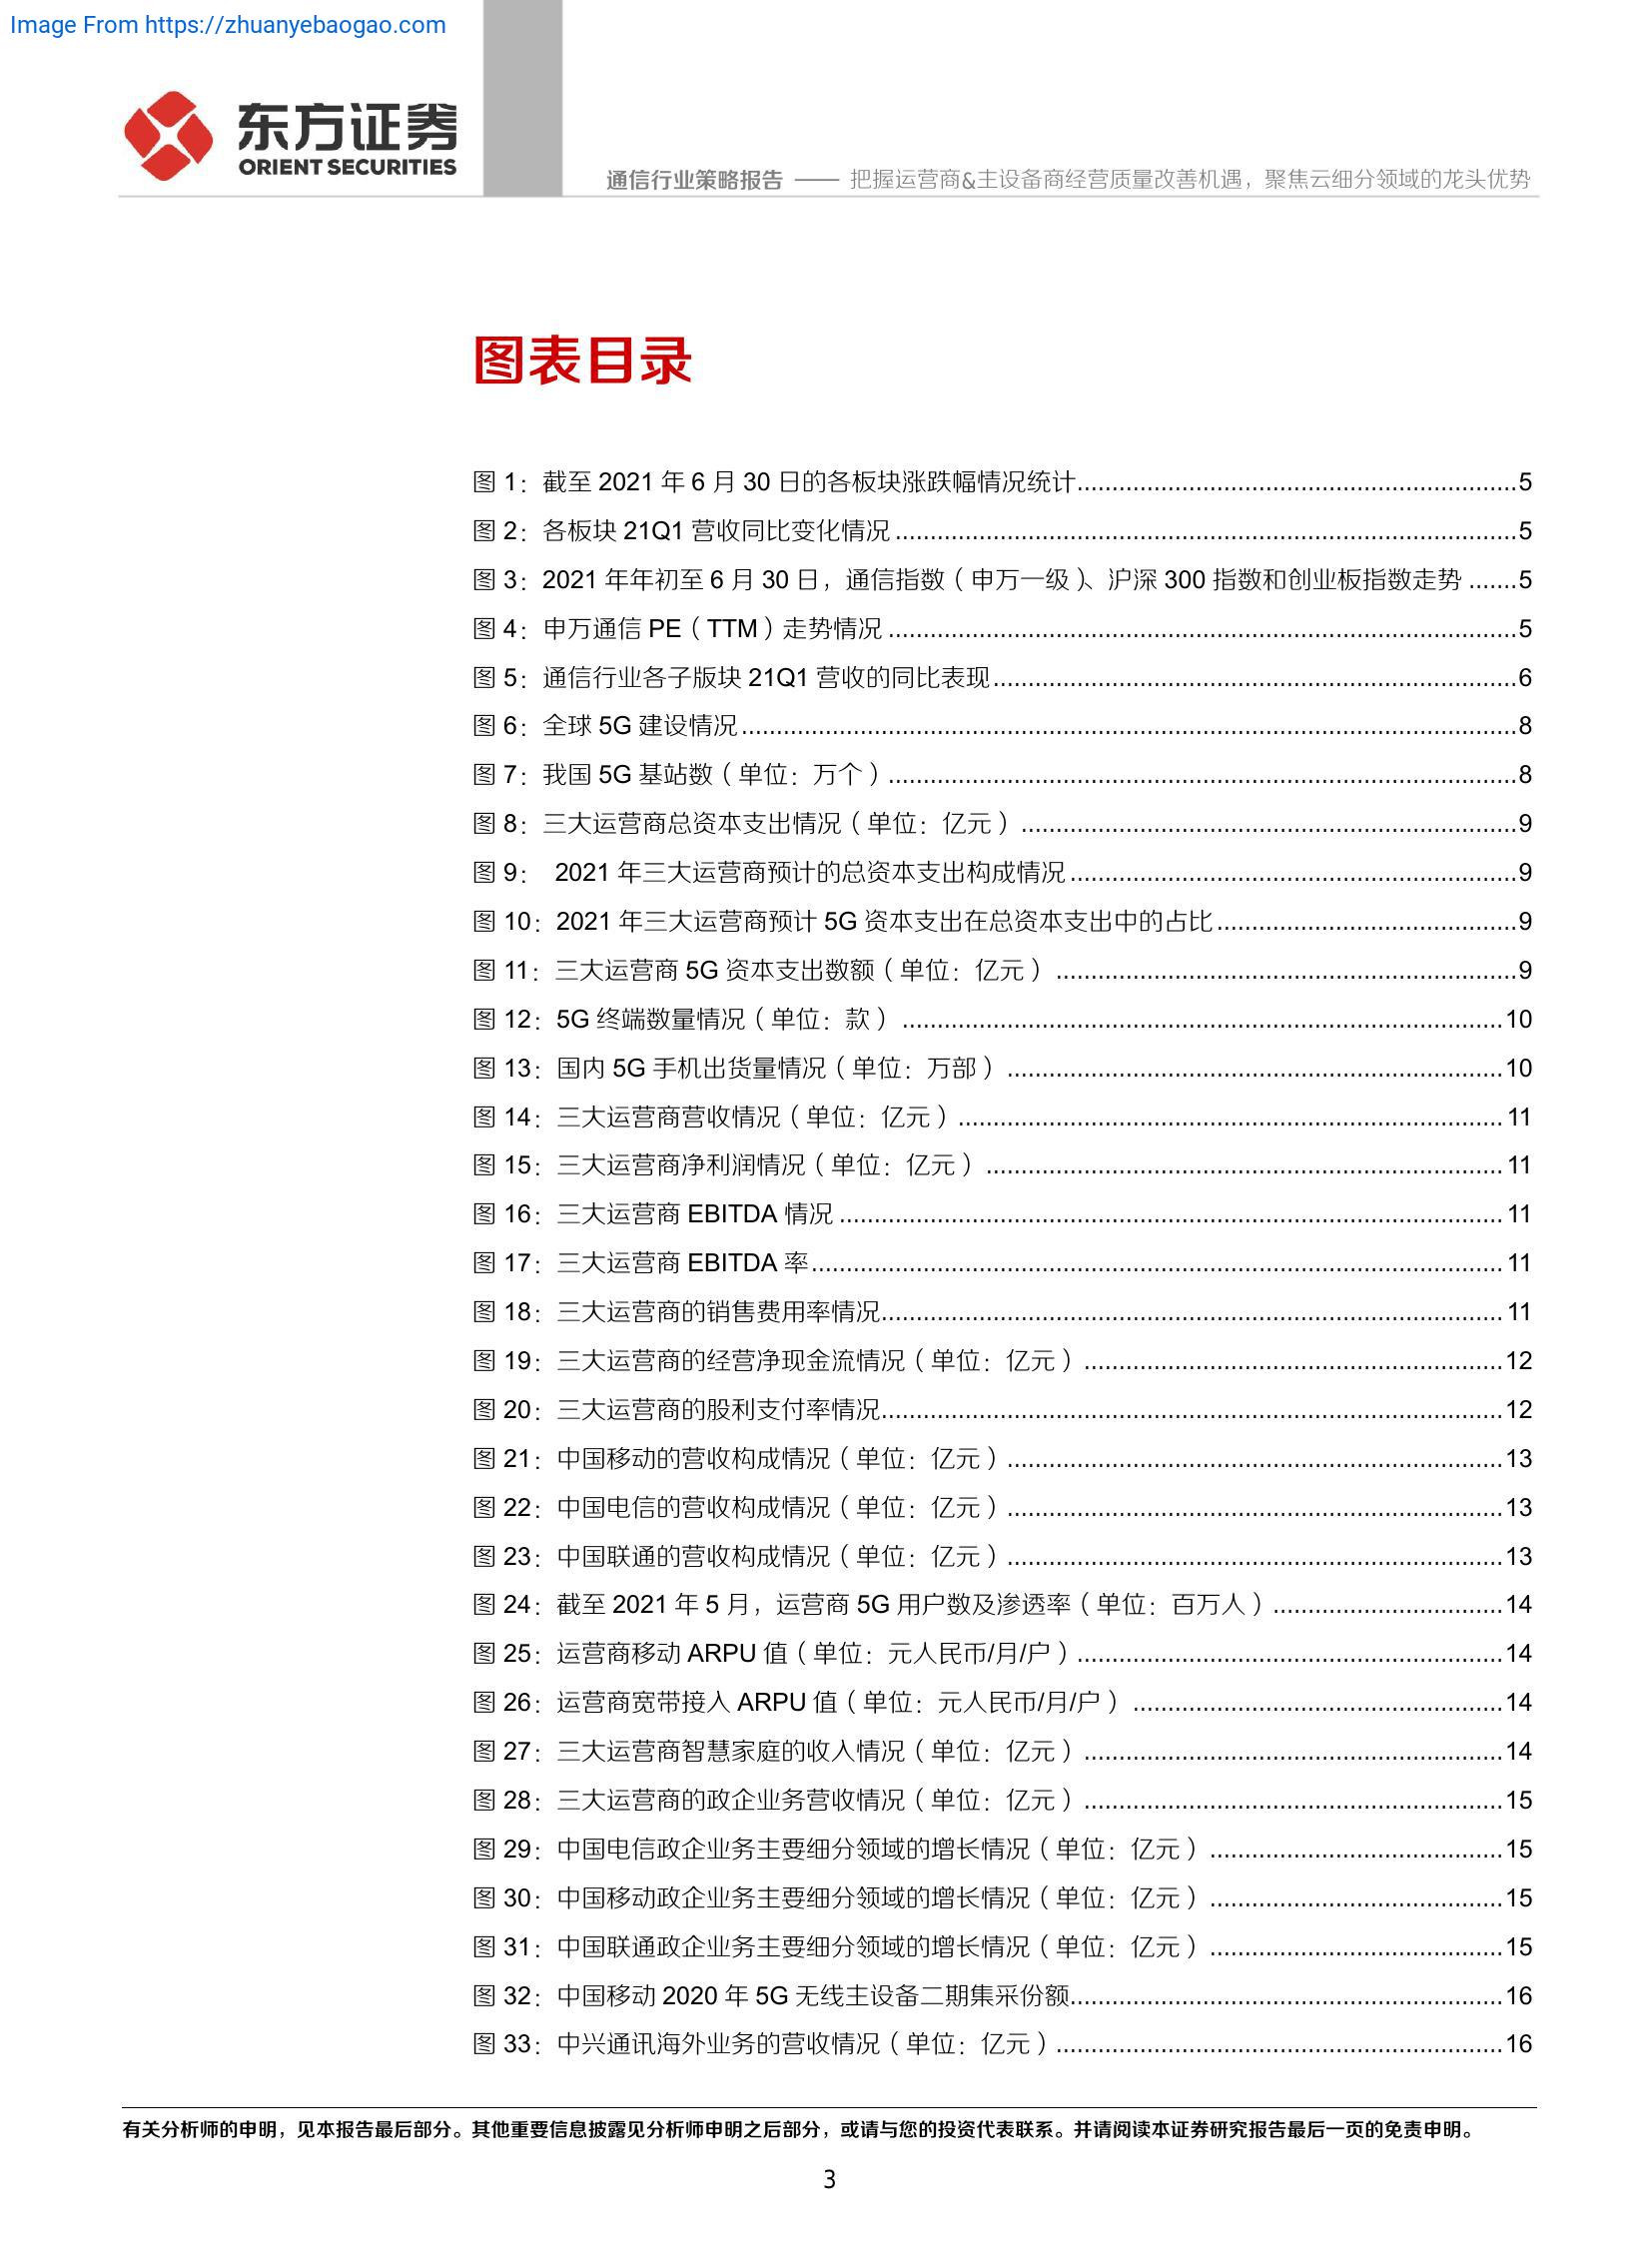 Image From https://zhuanyebaogao.com
东方证券
ORIENT SECURITIES
通信行业策略报告 —— 把握运营商&主设备商经营质量改善机遇，聚焦云细分领域的龙头优势
图表目录
图 1：截至 2021 年 6 月 30 日的各板块涨跌幅情况统计...............................................................5
图 2：各板块 21Q1 营收同比变化情况.........................................................................................5
图 3：2021 年年初至 6 月 30 日，通信指数（申万一级）、沪深 300 指数和创业板指数走势.......5
图 4：申万通信 PE（TTM）走势情况..........................................................................................5
图 5：通信行业各子版块 21Q1 营收的同比表现...........................................................................6
图 6：全球 5G 建设情况...............................................................................................................8
图 7：我国 5G 基站数（单位：万个）..........................................................................................8
图 8：三大运营商总资本支出情况（单位：亿元）.......................................................................9
图 9： 2021 年三大运营商预计的总资本支出构成情况................................................................9
图 10：2021 年三大运营商预计 5G 资本支出在总资本支出中的占比...........................................9
图 11：三大运营商 5G 资本支出数额（单位：亿元）..................................................................9
图 12：5G 终端数量情况（单位：款）......................................................................................10
图 13：国内 5G 手机出货量情况（单位：万部）.......................................................................10
图 14：三大运营商营收情况（单位：亿元）..............................................................................11
图 15：三大运营商净利润情况（单位：亿元）..........................................................................11
图 16：三大运营商 EBITDA 情况...............................................................................................11
图 17：三大运营商 EBITDA 率...................................................................................................11
图 18：三大运营商的销售费用率情况.........................................................................................11
图 19：三大运营商的经营净现金流情况（单位：亿元）............................................................12
图 20：三大运营商的股利支付率情况.........................................................................................12
图 21：中国移动的营收构成情况（单位：亿元）.......................................................................13
图 22：中国电信的营收构成情况（单位：亿元）.......................................................................13
图 23：中国联通的营收构成情况（单位：亿元）.......................................................................13
图 24：截至 2021 年 5 月，运营商 5G 用户数及渗透率（单位：百万人）.................................14
图 25：运营商移动 ARPU 值（单位：元人民币/月/户）.............................................................14
图 26：运营商宽带接入 ARPU 值（单位：元人民币/月/户）.....................................................14
图 27：三大运营商智慧家庭的收入情况（单位：亿元）............................................................14
图 28：三大运营商的政企业务营收情况（单位：亿元）............................................................15
图 29：中国电信政企业务主要细分领域的增长情况（单位：亿元）..........................................15
图 30：中国移动政企业务主要细分领域的增长情况（单位：亿元）..........................................15
图 31：中国联通政企业务主要细分领域的增长情况（单位：亿元）..........................................15
图 32：中国移动 2020 年 5G 无线主设备二期集采份额..............................................................16
图 33：中兴通讯海外业务的营收情况（单位：亿元）................................................................16
有关分析师的申明，见本报告最后部分。其他重要信息披露见分析师申明之后部分，或请与您的投资代表联系。并请阅读本证券研究报告最后一页的免责申明。
3